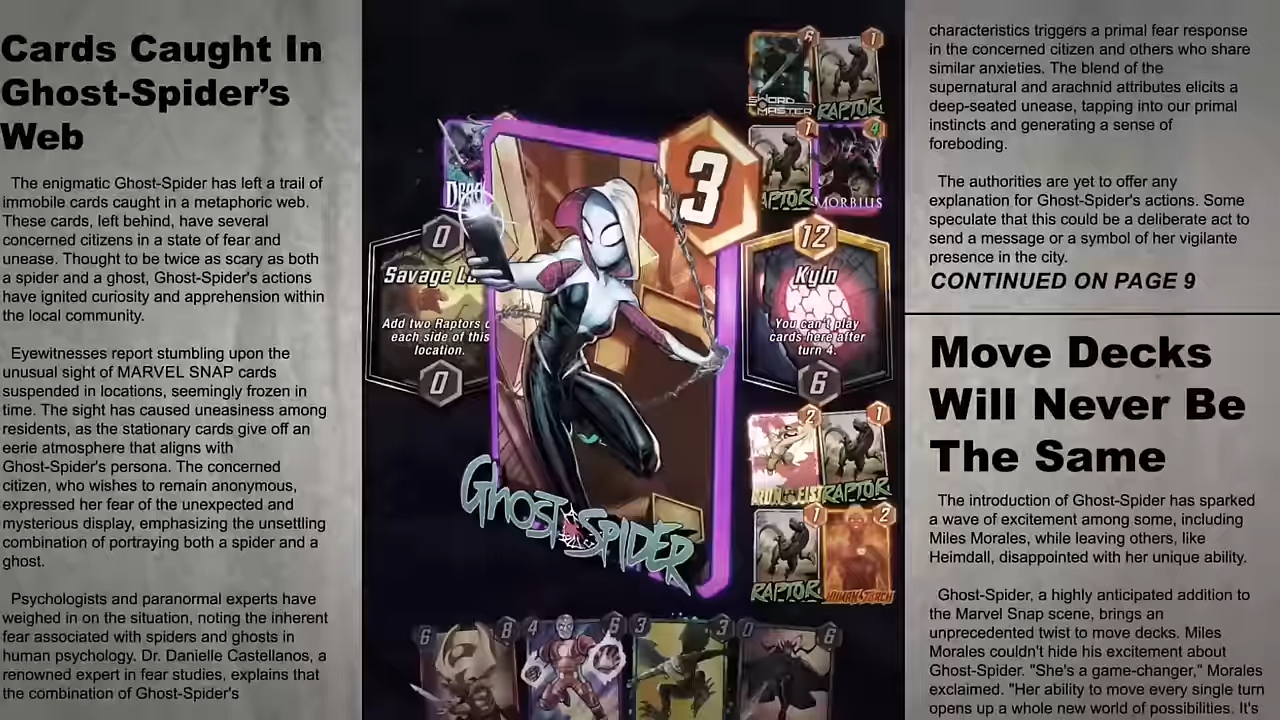 Cards Caught In
Ghost-Spider's
Web
The enigmatic Ghost-Spider has left a trail of
immobile cards caught in a metaphoric web.
These cards, left behind, have several
concerned citizens in a state of fear and
unease. Thought to be twice as scary as both
a spider and a ghost, Ghost-Spider's actions
have ignited curiosity and apprehension within
the local community.
Eyewitnesses report stumbling upon the
unusual sight of MARVEL SNAP cards
suspended in locations, seemingly frozen in
time. The sight has caused uneasiness among
residents, as the stationary cards give off an
eerie atmosphere that aligns with
Ghost-Spider's persona. The concerned
citizen, who wishes to remain anonymous,
expressed her fear of the unexpected and
mysterious display, emphasizing the unsettling
combination of portraying both a spider and a
ghost.
Psychologists and paranormal experts have
weighed in on the situation, noting the inherent
fear associated with spiders and ghosts in
human psychology. Dr. Danielle Castellanos, a
renowned expert in fear studies, explains that
the combination of Ghost-Spider's
6 1
SWORD MASTER RAPTOR
1 4
RAPTOR MORBIUS
3
0
Savage
Add two Raptors
each side of this
location.
0
12
Kyln
You can't play
cards here after
turn 4.
6
GHOST SPIDER
2 1
RAPTOR
1 2
RAPTOR HUMAN TORCH
6 8 4 6 3 3 0 6
characteristics triggers a primal fear response
in the concerned citizen and others who share
similar anxieties. The blend of the
supernatural and arachnid attributes elicits a
deep-seated unease, tapping into our primal
instincts and generating a sense of
foreboding.
The authorities are yet to offer any
explanation for Ghost-Spider's actions. Some
speculate that this could be a deliberate act to
send a message or a symbol of her vigilante
presence in the city.
CONTINUED ON PAGE 9
Move Decks
Will Never Be
The Same
The introduction of Ghost-Spider has sparked
a wave of excitement among some, including
Miles Morales, while leaving others, like
Heimdall, disappointed with her unique ability.
Ghost-Spider, a highly anticipated addition to
the Marvel Snap scene, brings an
unprecedented twist to move decks. Miles
Morales couldn't hide his excitement about
Ghost-Spider. "She's a game-changer," Morales
exclaimed. "Her ability to move every single turn
opens up a whole new world of possibilities. It's